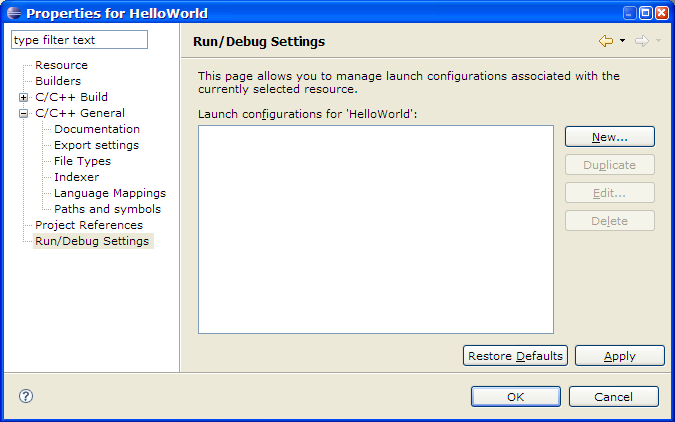 Properties for HelloWorld
type filter text
Resource
Builders
C/C++ Build
C/C++ General
Documentation
Export settings
File Types
Indexer
Language Mappings
Paths and symbols
Project References
Run/Debug Settings
Run/Debug Settings
This page allows you to manage launch configurations associated with the
currently selected resource.
Launch configurations for 'HelloWorld':
New...
Duplicate
Edit...
Delete
Restore Defaults
Apply
?
OK
Cancel